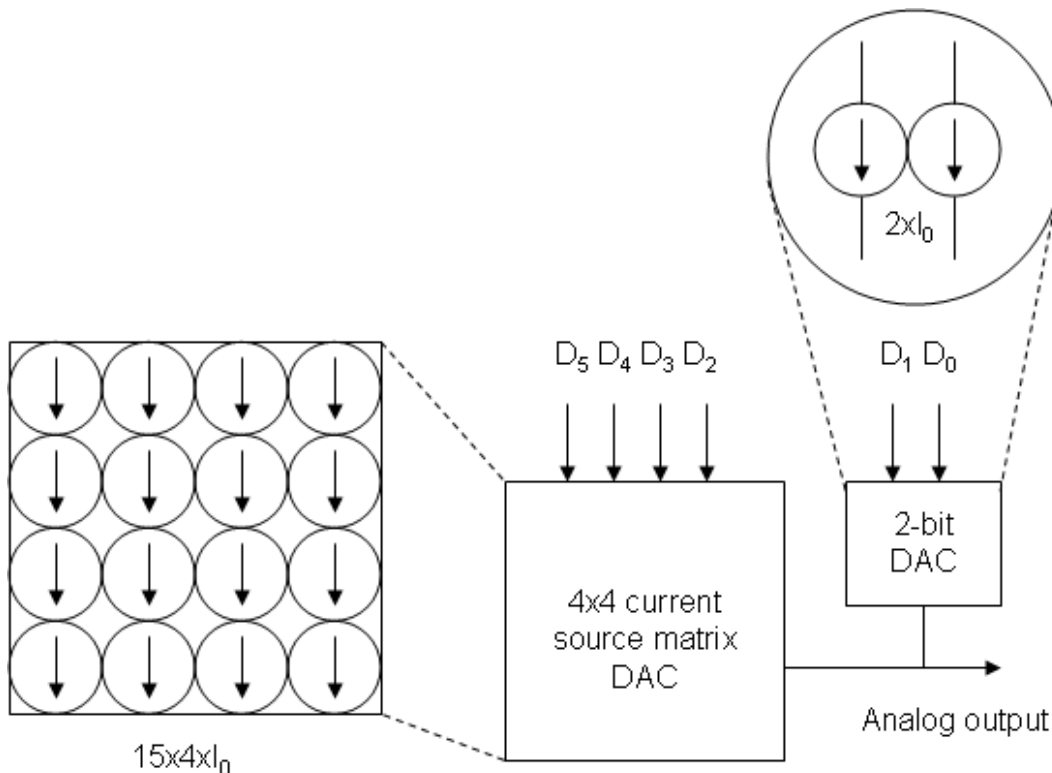 2xI₀
D₅ D₄ D₃ D₂
D₁ D₀
2-bit
DAC
4x4 current
source matrix
DAC
Analog output
15x4xI₀